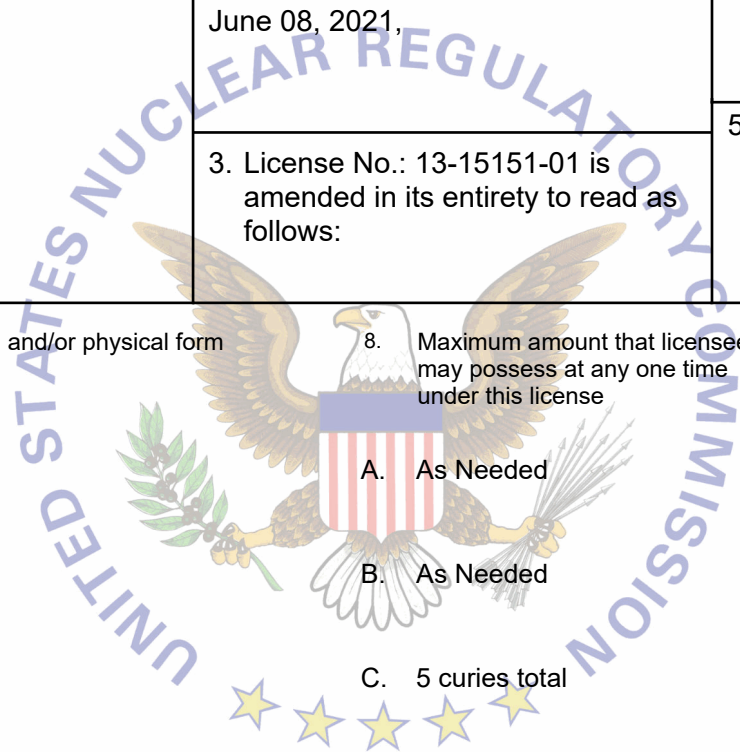 June 08, 2021,
5
3. License No.: 13-15151-01 is
amended in its entirety to read as
follows:
and/or physical form
8. Maximum amount that licensee
may possess at any one time
under this license
A. As Needed
B. As Needed
C. 5 curies total
UNITED STATES NUCLEAR REGULATORY COMMISSION